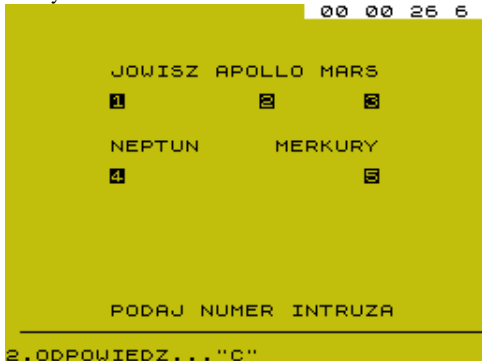 00 00 26 6
JOWISZ APOLLO MARS
1 2 3
NEPTUN MERKURY
4 5
PODAJ NUMER INTRUZA
2.ODPOWIEDZ..."C"